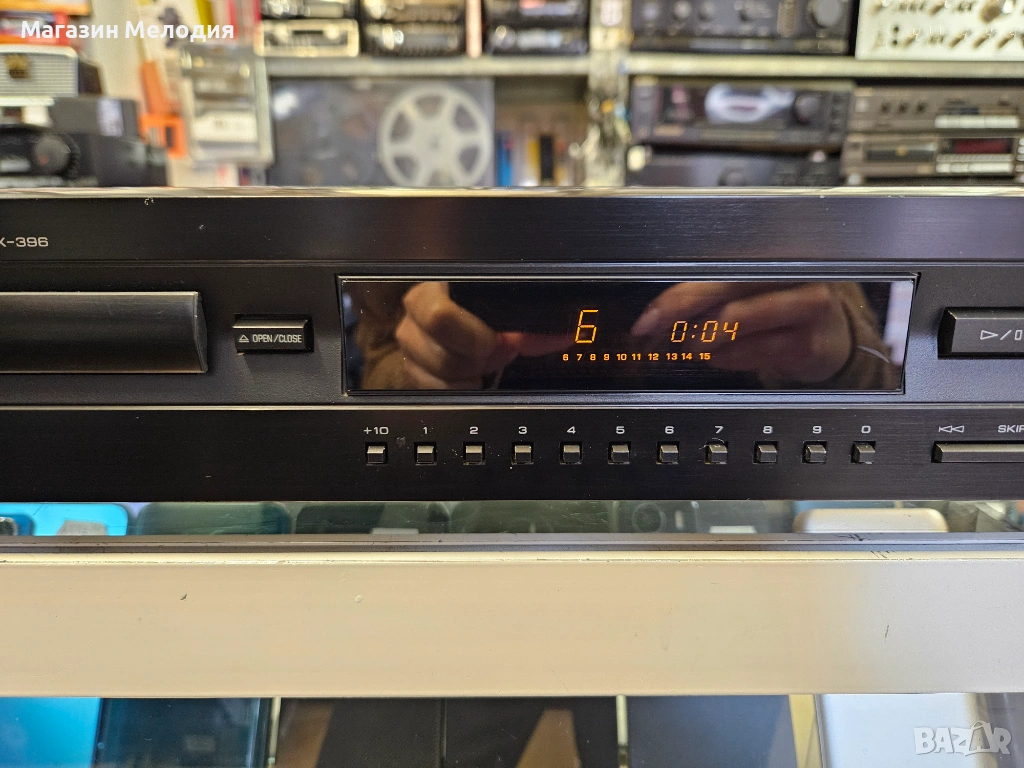 Магазин Мелодия
X-396
OPEN/CLOSE
6 0:04
6 7 8 9 10 11 12 13 14 15
+10 1 2 3 4 5 6 7 8 9 0
SKIP
BAZAR